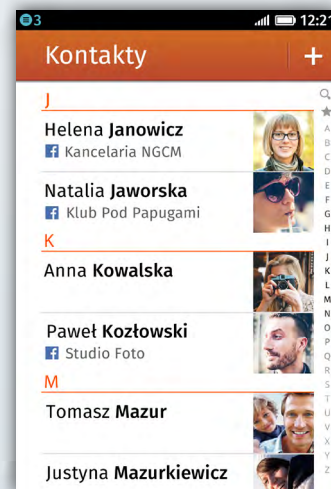 3 12:21
Kontakty +
J
Helena Janowicz
Kancelaria NGCM
Natalia Jaworska
Klub Pod Papugami
K
Anna Kowalska
Paweł Kozłowski
Studio Foto
M
Tomasz Mazur
Justyna Mazurkiewicz
A
B
C
D
E
F
G
H
I
J
K
L
M
N
O
P
Q
R
S
T
U
V
X
Y
Z